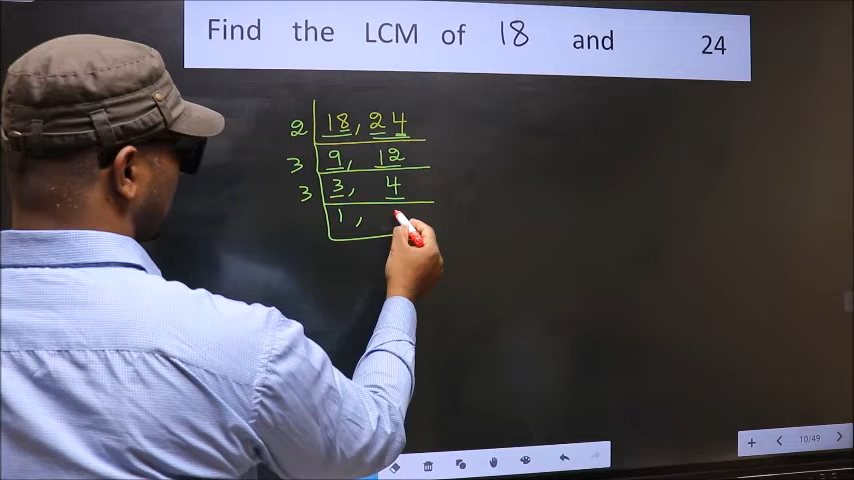 Find the LCM of 18 and 24
2 18, 24
3 9, 12
3 3, 4
1,
10/49